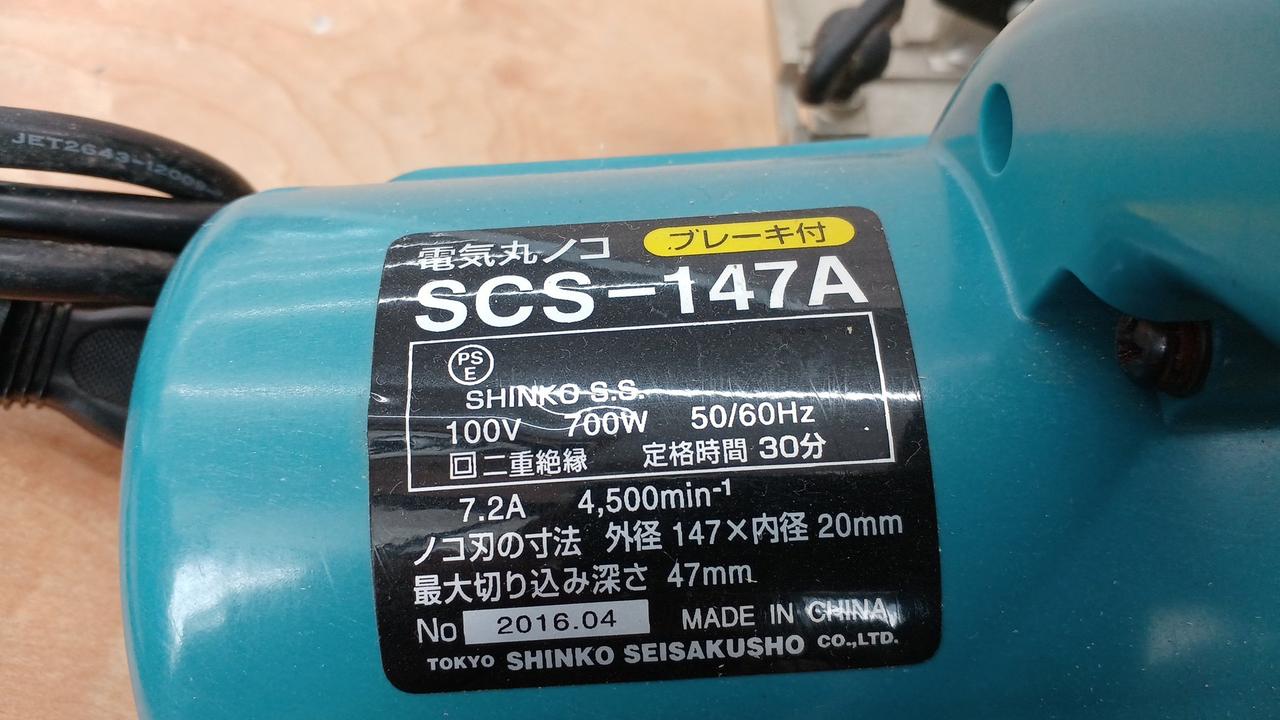 JET2643-12009
電気丸ノコ ブレーキ付
SCS-147A
PS
E
SHINKO S.S.
100V 700W 50/60Hz
回二重絶縁 定格時間 30分
7.2A 4,500min⁻¹
ノコ刃の寸法 外径 147×内径 20mm
最大切り込み深さ 47mm
No 2016.04 MADE IN CHINA
TOKYO SHINKO SEISAKUSHO CO.,LTD.